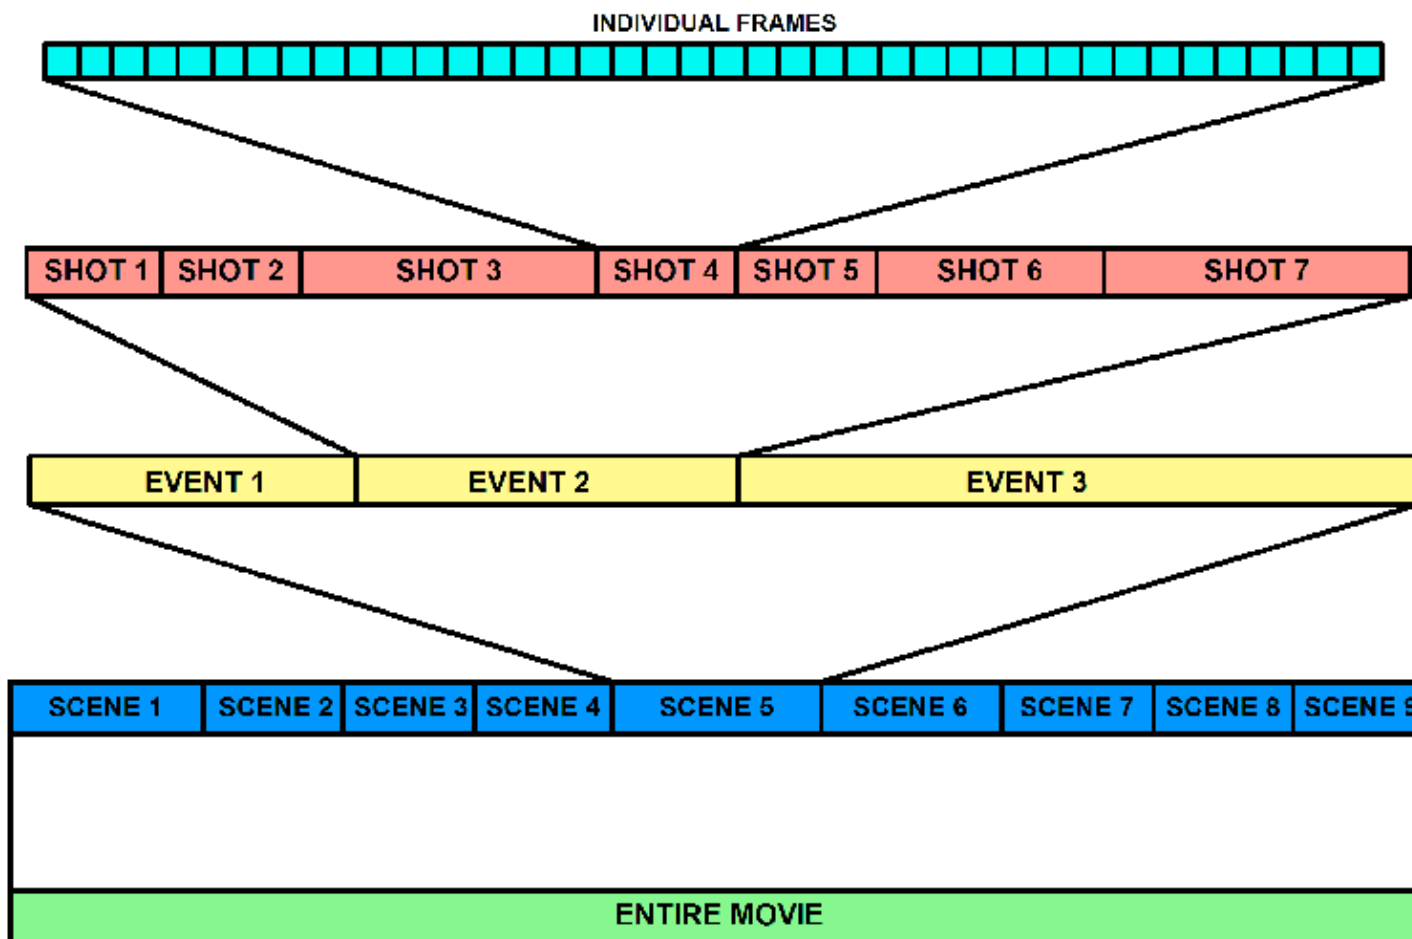 INDIVIDUAL FRAMES
SHOT 1 SHOT 2 SHOT 3 SHOT 4 SHOT 5 SHOT 6 SHOT 7
EVENT 1 EVENT 2 EVENT 3
SCENE 1 SCENE 2 SCENE 3 SCENE 4 SCENE 5 SCENE 6 SCENE 7 SCENE 8 SCENE 9
ENTIRE MOVIE